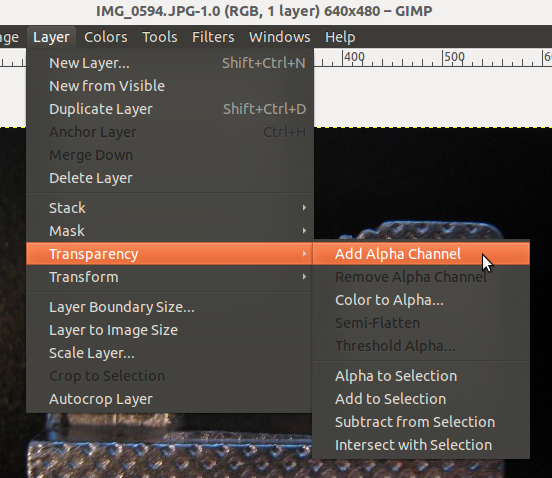 IMG_0594.JPG-1.0 (RGB, 1 layer) 640x480 – GIMP
age Layer Colors Tools Filters Windows Help
400 500 60
New Layer... Shift+Ctrl+N
New from Visible
Duplicate Layer Shift+Ctrl+D
Anchor Layer Ctrl+H
Merge Down
Delete Layer
Stack
Mask
Transparency
Transform
Layer Boundary Size...
Layer to Image Size
Scale Layer...
Crop to Selection
Autocrop Layer
Add Alpha Channel
Remove Alpha Channel
Color to Alpha...
Semi-Flatten
Threshold Alpha...
Alpha to Selection
Add to Selection
Subtract from Selection
Intersect with Selection